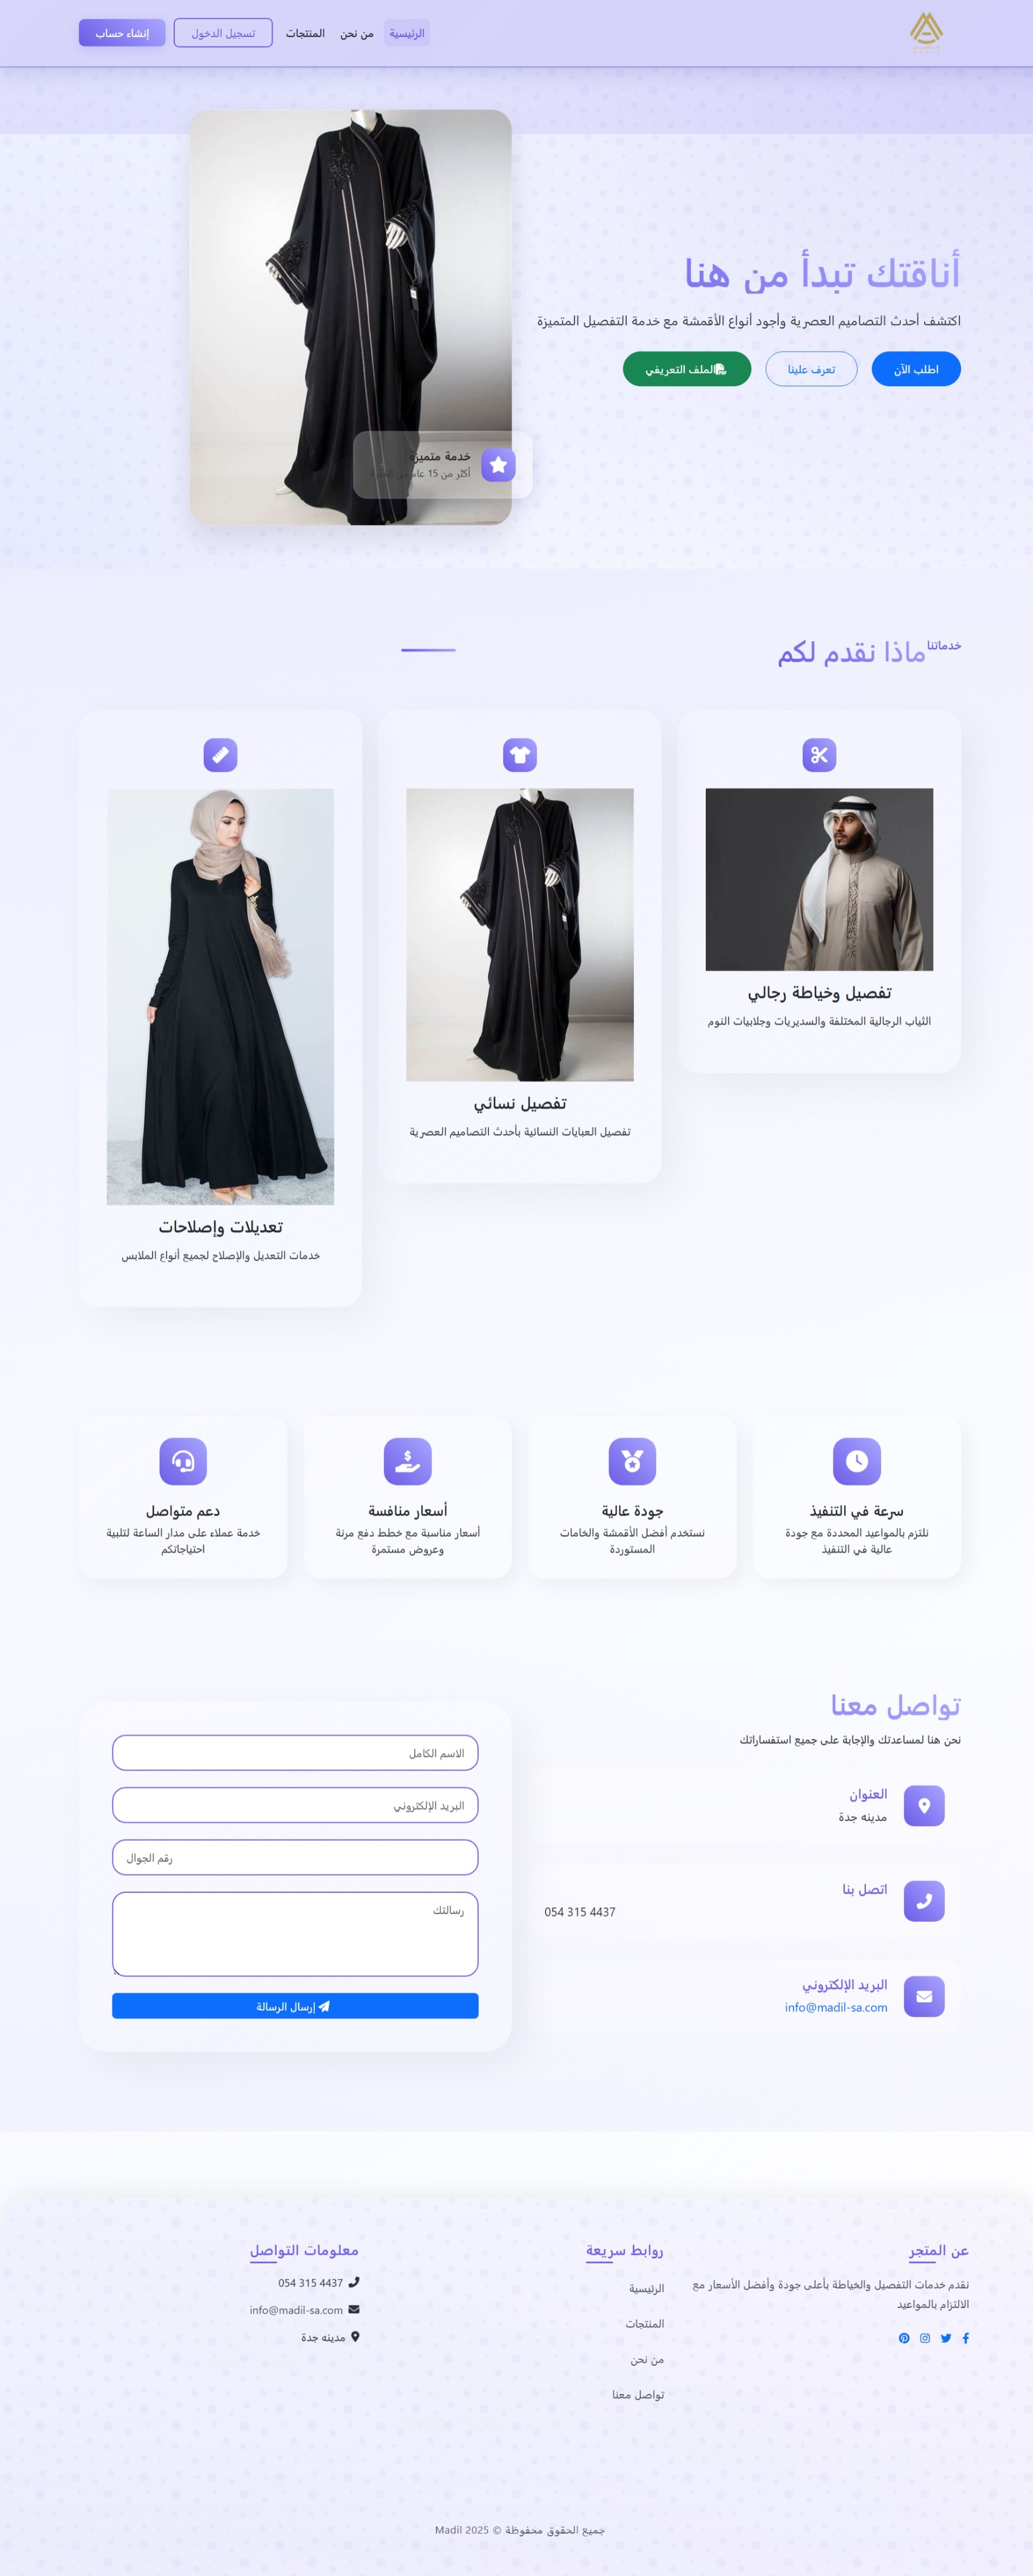 الرئيسية
من نحن
المنتجات
تسجيل الدخول
إنشاء حساب
أناقتك تبدأ من هنا
اكتشف أحدث التصاميم العصرية وأجود أنواع الأقمشة مع خدمة التفصيل المتميزة
اطلب الآن
تعرف علينا
الملف التعريفي
خدمة متميزة
أكثر من 15 عام
خدماتنا
ماذا نقدم لكم
تفصيل وخياطة رجالي
الثياب الرجالية المختلفة والسديريات وجلابيات النوم
تفصيل نسائي
تفصيل العبايات النسائية بأحدث التصاميم العصرية
تعديلات وإصلاحات
خدمات التعديل والإصلاح لجميع أنواع الملابس
سرعة في التنفيذ
نلتزم بالمواعيد المحددة مع جودة
عالية في التنفيذ
جودة عالية
نستخدم أفضل الأقمشة والخامات
المستوردة
أسعار منافسة
أسعار مناسبة مع خطط دفع مرنة
وعروض مستمرة
دعم متواصل
خدمة عملاء على مدار الساعة لتلبية
احتياجاتكم
تواصل معنا
نحن هنا لمساعدتك والإجابة على جميع استفساراتك
العنوان
مدينه جدة
اتصل بنا
054 315 4437
البريد الإلكتروني
info@madil-sa.com
الاسم الكامل
البريد الإلكتروني
رقم الجوال
رسالتك
إرسال الرسالة
عن المتجر
نقدم خدمات التفصيل والخياطة بأعلى جودة وأفضل الأسعار مع
الالتزام بالمواعيد
روابط سريعة
الرئيسية
المنتجات
من نحن
تواصل معنا
معلومات التواصل
054 315 4437
info@madil-sa.com
مدينه جدة
جميع الحقوق محفوظة © 2025 Madil